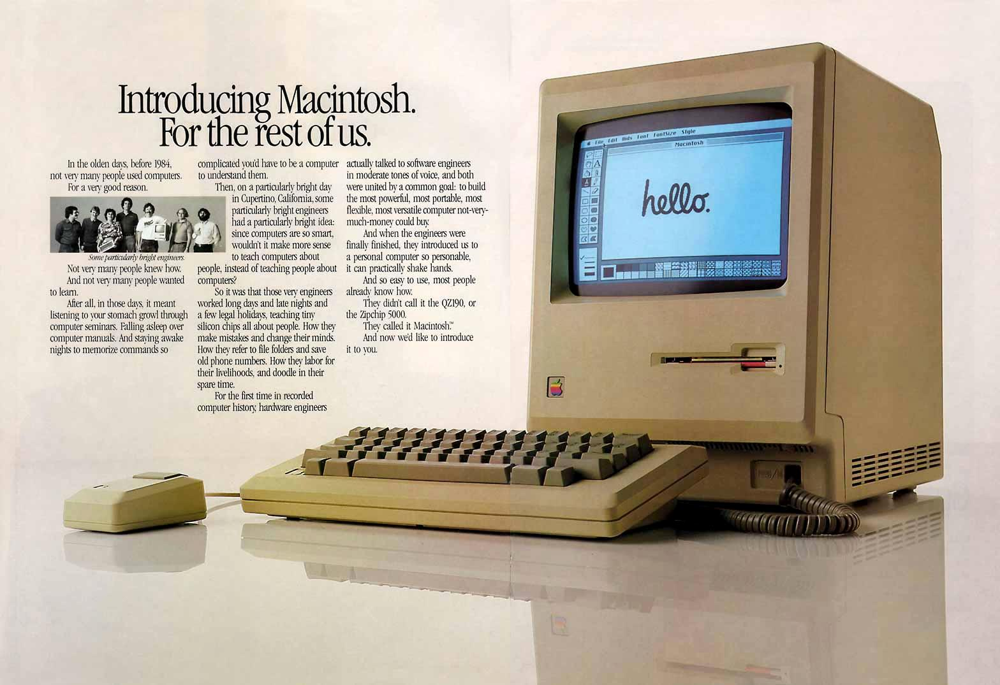 Introducing Macintosh.
For the rest of us.
In the olden days, before 1984,
not very many people used computers.
For a very good reason.
Some particularly bright engineers.
Not very many people knew how.
And not very many people wanted
to learn.
After all, in those days, it meant
listening to your stomach growl through
computer seminars. Falling asleep over
computer manuals. And staying awake
nights to memorize commands so
complicated you'd have to be a computer
to understand them.
Then, on a particularly bright day
in Cupertino, California, some
particularly bright engineers
had a particularly bright idea:
since computers are so smart,
wouldn't it make more sense
to teach computers about
people, instead of teaching people about
computers?
So it was that those very engineers
worked long days and late nights and
a few legal holidays, teaching tiny
silicon chips all about people. How they
make mistakes and change their minds.
How they refer to file folders and save
old phone numbers. How they labor for
their livelihoods, and doodle in their
spare time.
For the first time in recorded
computer history, hardware engineers
actually talked to software engineers
in moderate tones of voice, and both
were united by a common goal: to build
the most powerful, most portable, most
flexible, most versatile computer not-very-
much-money could buy.
And when the engineers were
finally finished, they introduced us to
a personal computer so personable,
it can practically shake hands.
And so easy to use, most people
already know how.
They didn't call it the QZ190, or
the Zipchip 5000.
They called it Macintosh.™
And now we'd like to introduce
it to you.
File Edit Aids Font FontSize Style
Macintosh
A
hello.